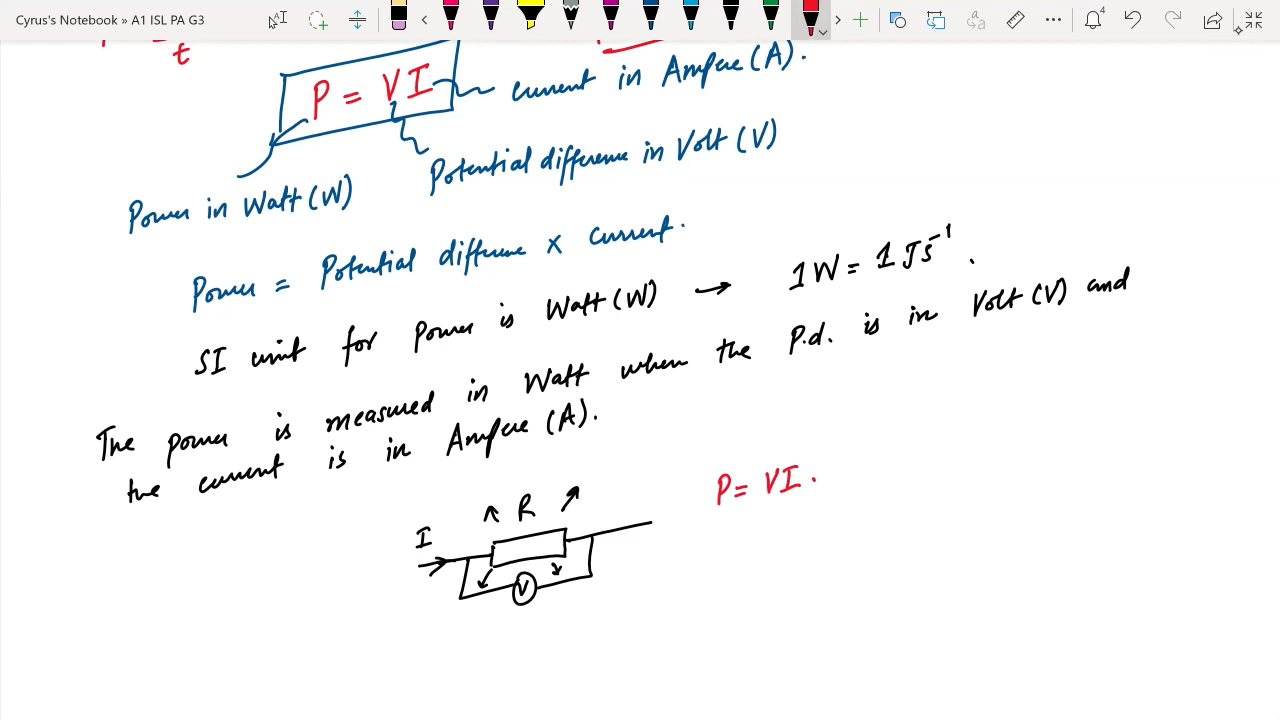 Cyrus's Notebook » A1 ISL PA G3
4
t
P = VI
current in Ampere (A).
Potential difference in Volt (V)
Power in Watt (W)
Power = Potential difference × current.
SI unit for power is Watt (W) → 1W = 1 Js⁻¹.
The power is measured in Watt when the P.d. is in Volt (V) and
the current is in Ampere (A).
R
I
V
P = VI.